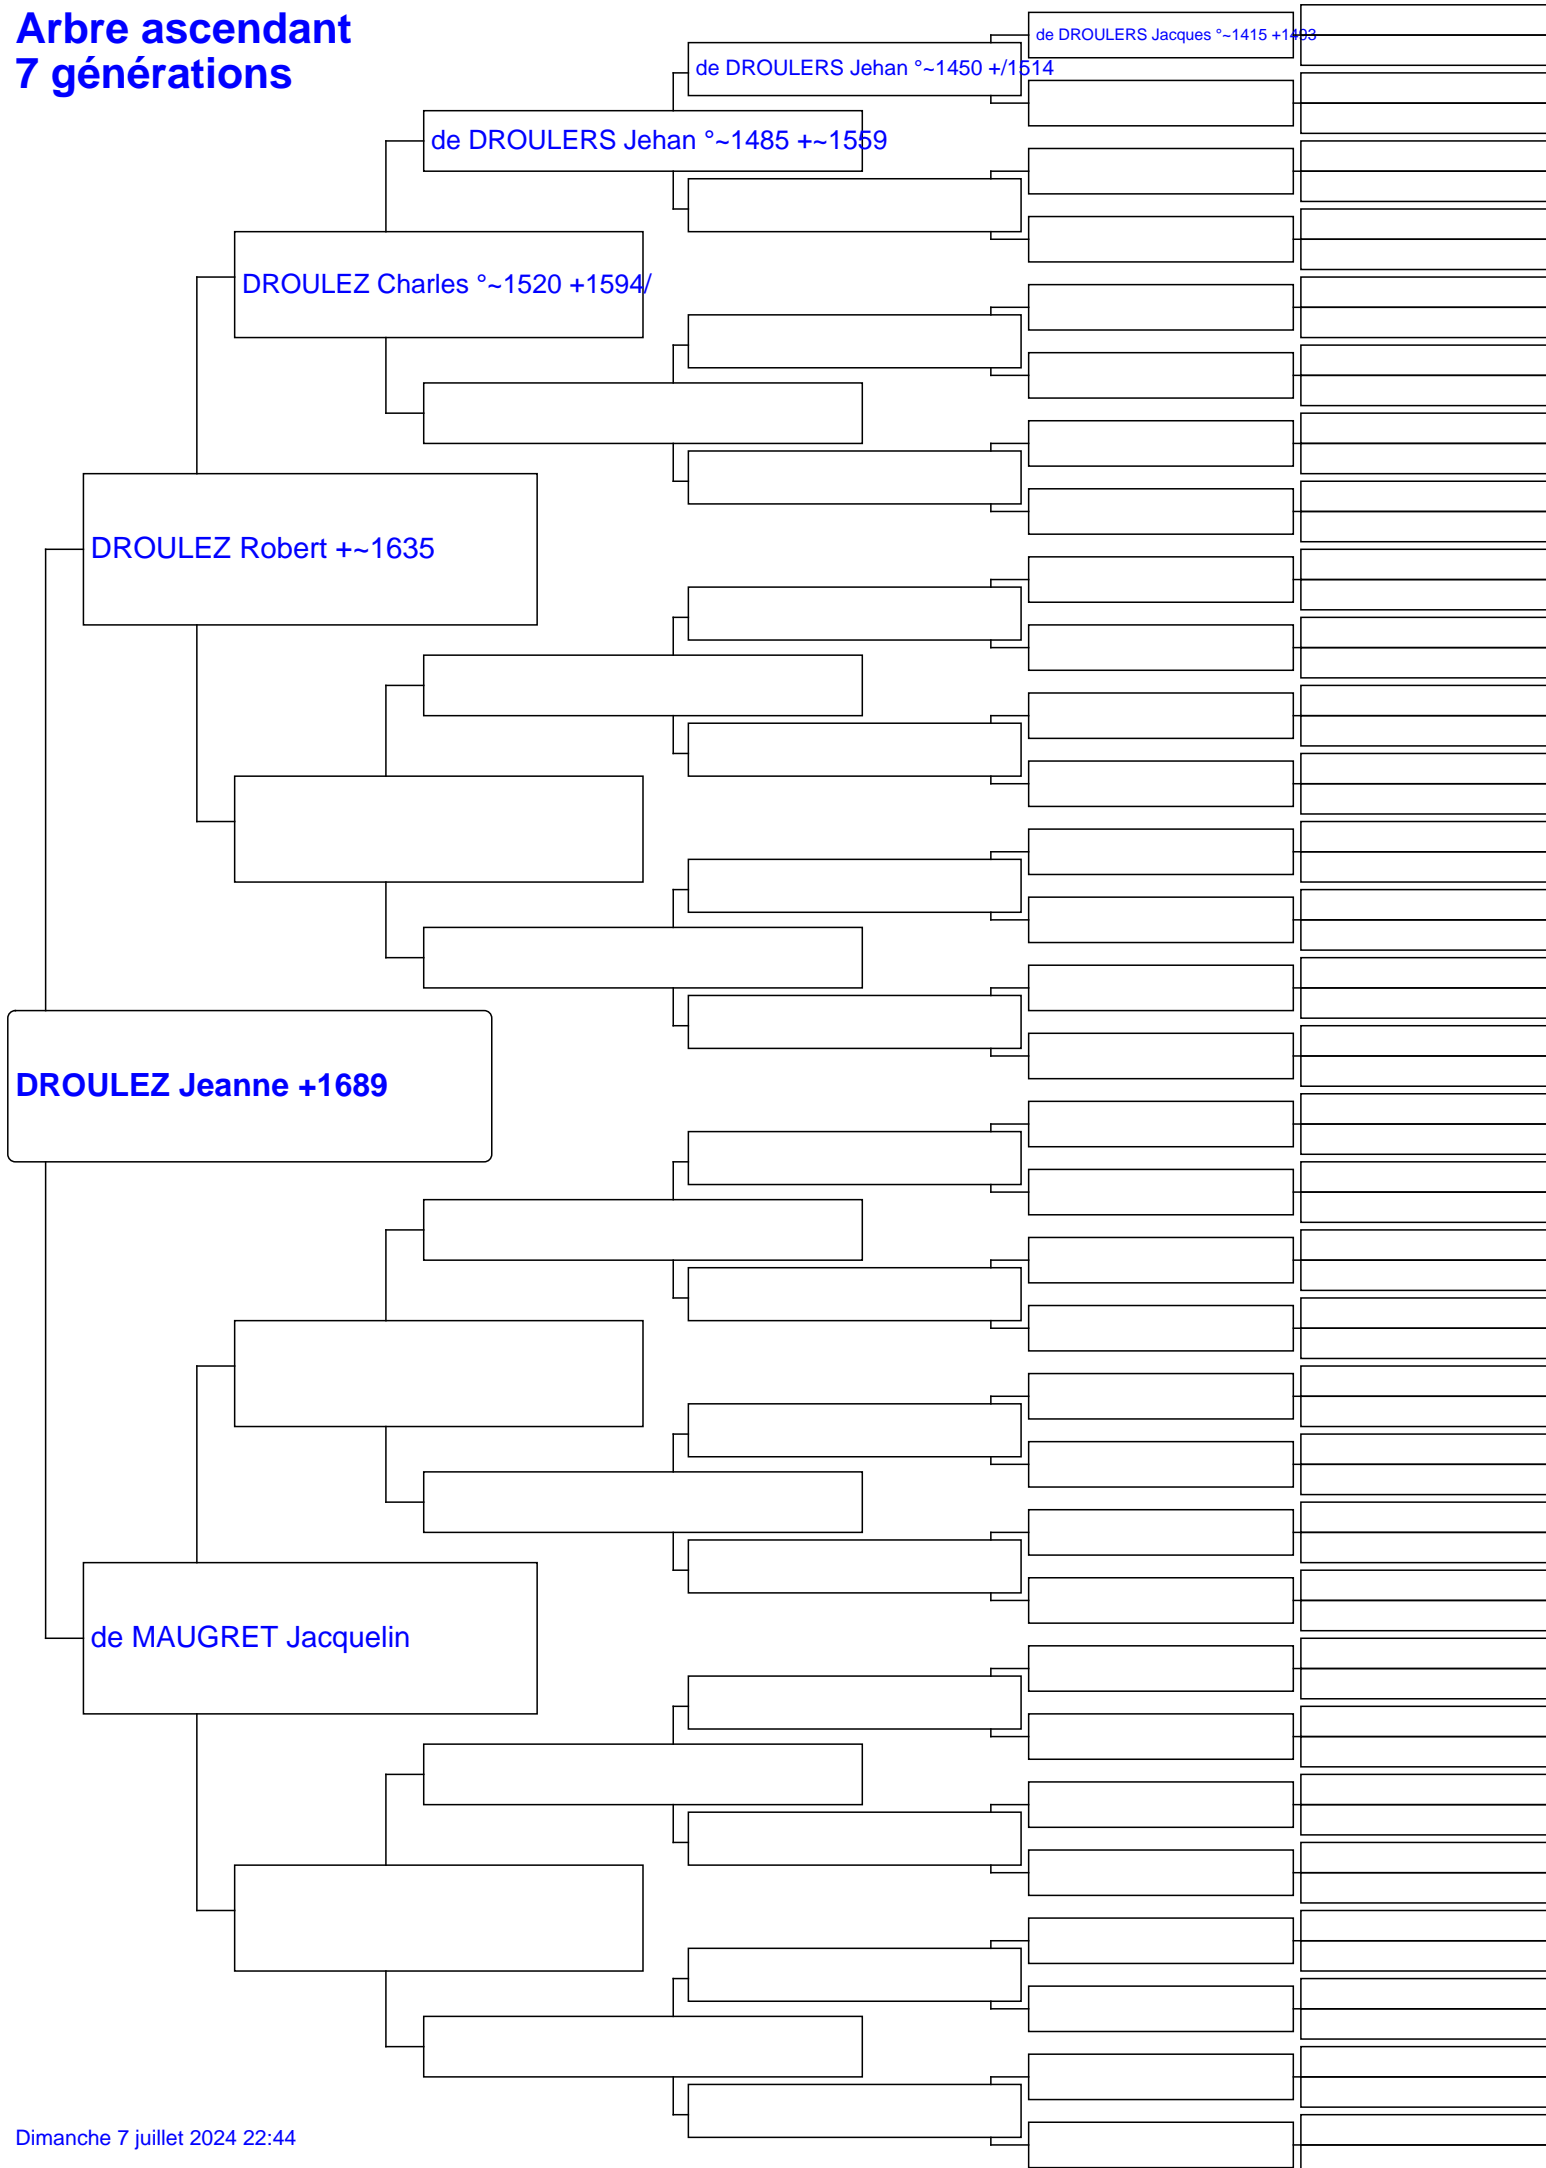 Arbre ascendant
7 générations
de DROULERS Jacques °~1415 +1493
de DROULERS Jehan °~1450 +/1514
de DROULERS Jehan °~1485 +~1559
DROULEZ Charles °~1520 +1594/
DROULEZ Robert +~1635
DROULEZ Jeanne +1689
de MAUGRET Jacquelin
Dimanche 7 juillet 2024 22:44